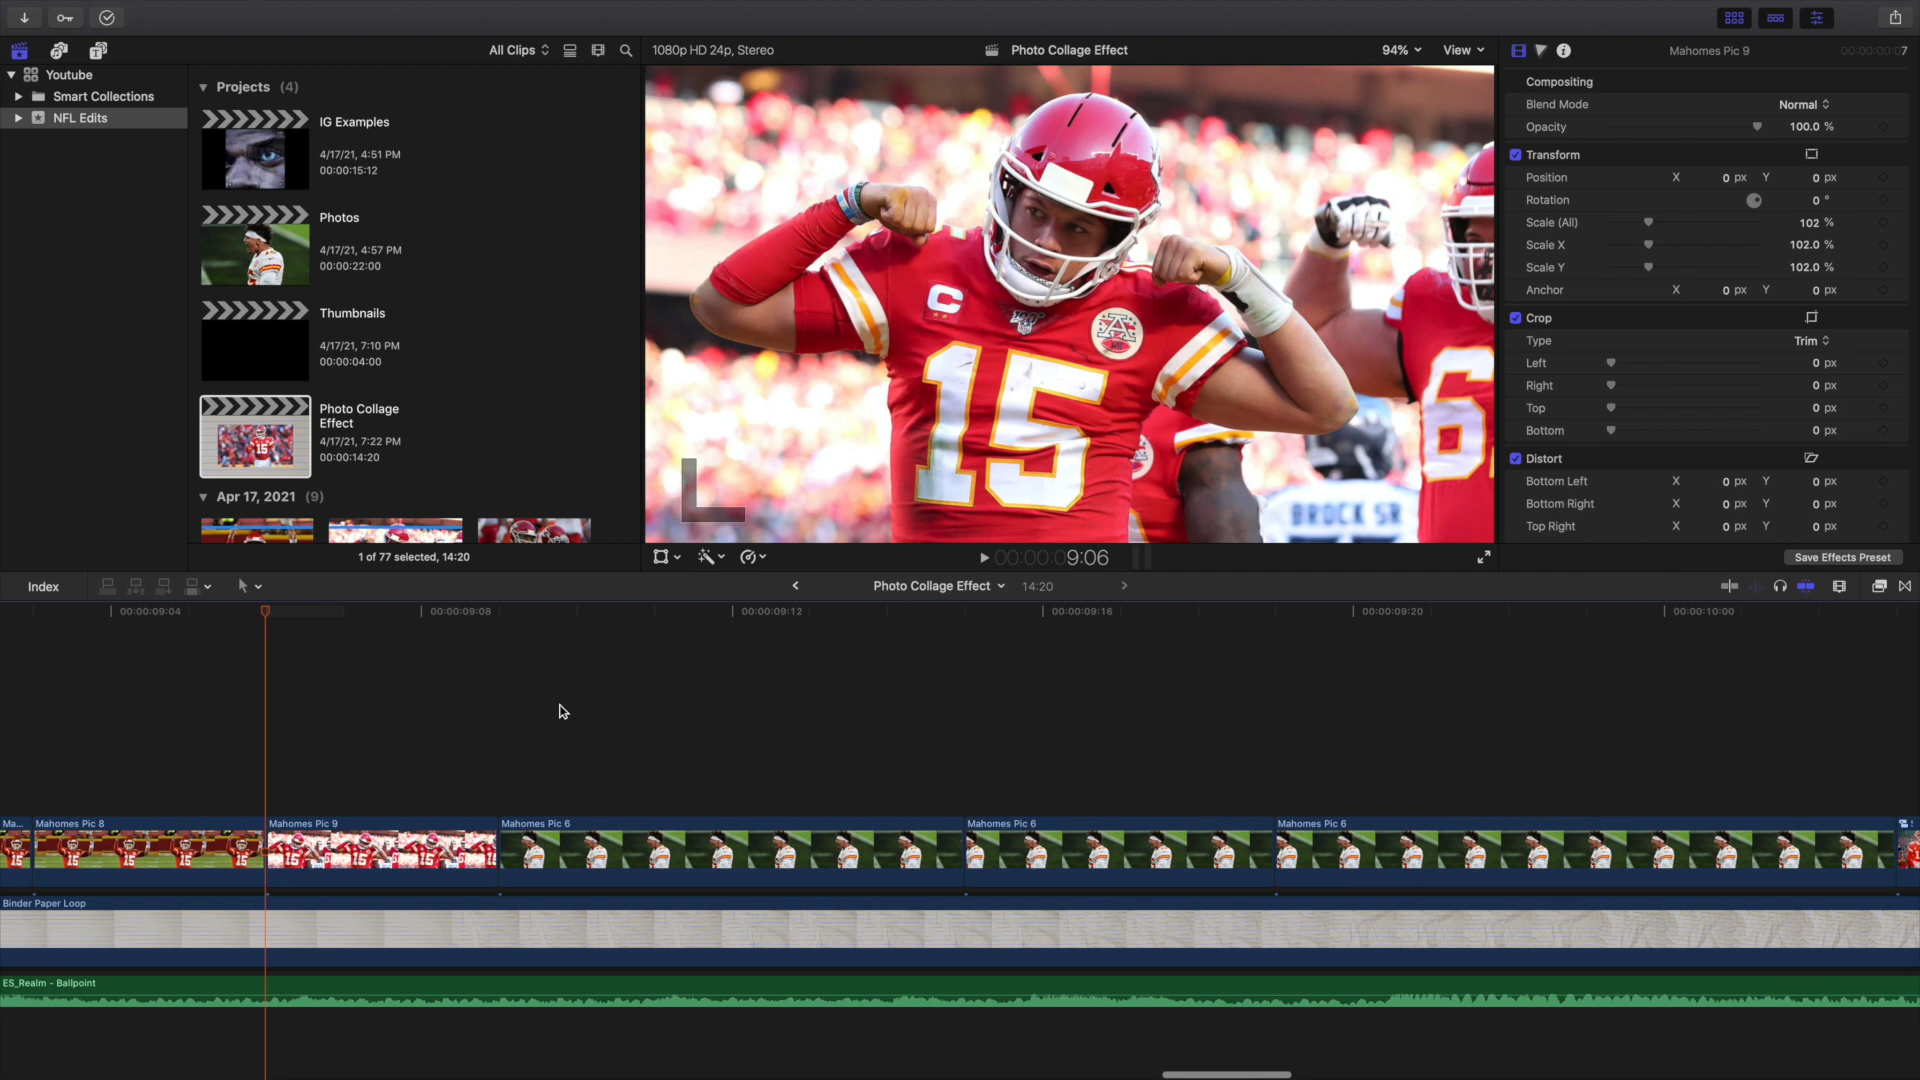 All Clips
1080p HD 24p, Stereo
Photo Collage Effect
94%
View
Mahomes Pic 9
00:00:00:07
Youtube
Smart Collections
NFL Edits
Projects (4)
IG Examples
4/17/21, 4:51 PM
00:00:15:12
Photos
4/17/21, 4:57 PM
00:00:22:00
Thumbnails
4/17/21, 7:10 PM
00:00:04:00
Photo Collage
Effect
4/17/21, 7:22 PM
00:00:14:20
Apr 17, 2021 (9)
1 of 77 selected, 14:20
C
100
A
15
6
BROCK SR
00:00:09:06
Compositing
Blend Mode Normal
Opacity 100.0 %
Transform
Position X 0 px Y 0 px
Rotation 0 °
Scale (All) 102 %
Scale X 102.0 %
Scale Y 102.0 %
Anchor X 0 px Y 0 px
Crop
Type Trim
Left 0 px
Right 0 px
Top 0 px
Bottom 0 px
Distort
Bottom Left X 0 px Y 0 px
Bottom Right X 0 px Y 0 px
Top Right X 0 px Y 0 px
Save Effects Preset
Index
Photo Collage Effect 14:20
00:00:09:04 00:00:09:08 00:00:09:12 00:00:09:16 00:00:09:20 00:00:10:00
Ma... Mahomes Pic 8 Mahomes Pic 9 Mahomes Pic 6 Mahomes Pic 6 Mahomes Pic 6
Binder Paper Loop
ES_Realm - Ballpoint